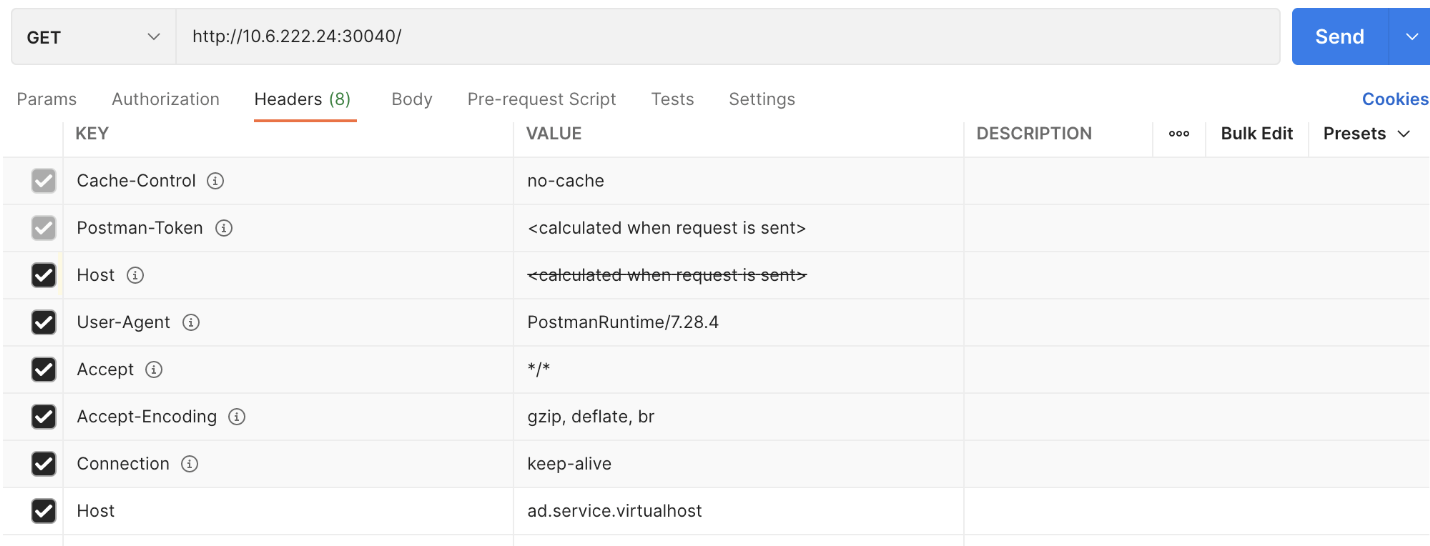 GET http://10.6.222.24:30040/ Send
Params Authorization Headers (8) Body Pre-request Script Tests Settings Cookies
KEY VALUE DESCRIPTION ooo Bulk Edit Presets
Cache-Control no-cache
Postman-Token <calculated when request is sent>
Host <calculated when request is sent>
User-Agent PostmanRuntime/7.28.4
Accept */*
Accept-Encoding gzip, deflate, br
Connection keep-alive
Host ad.service.virtualhost